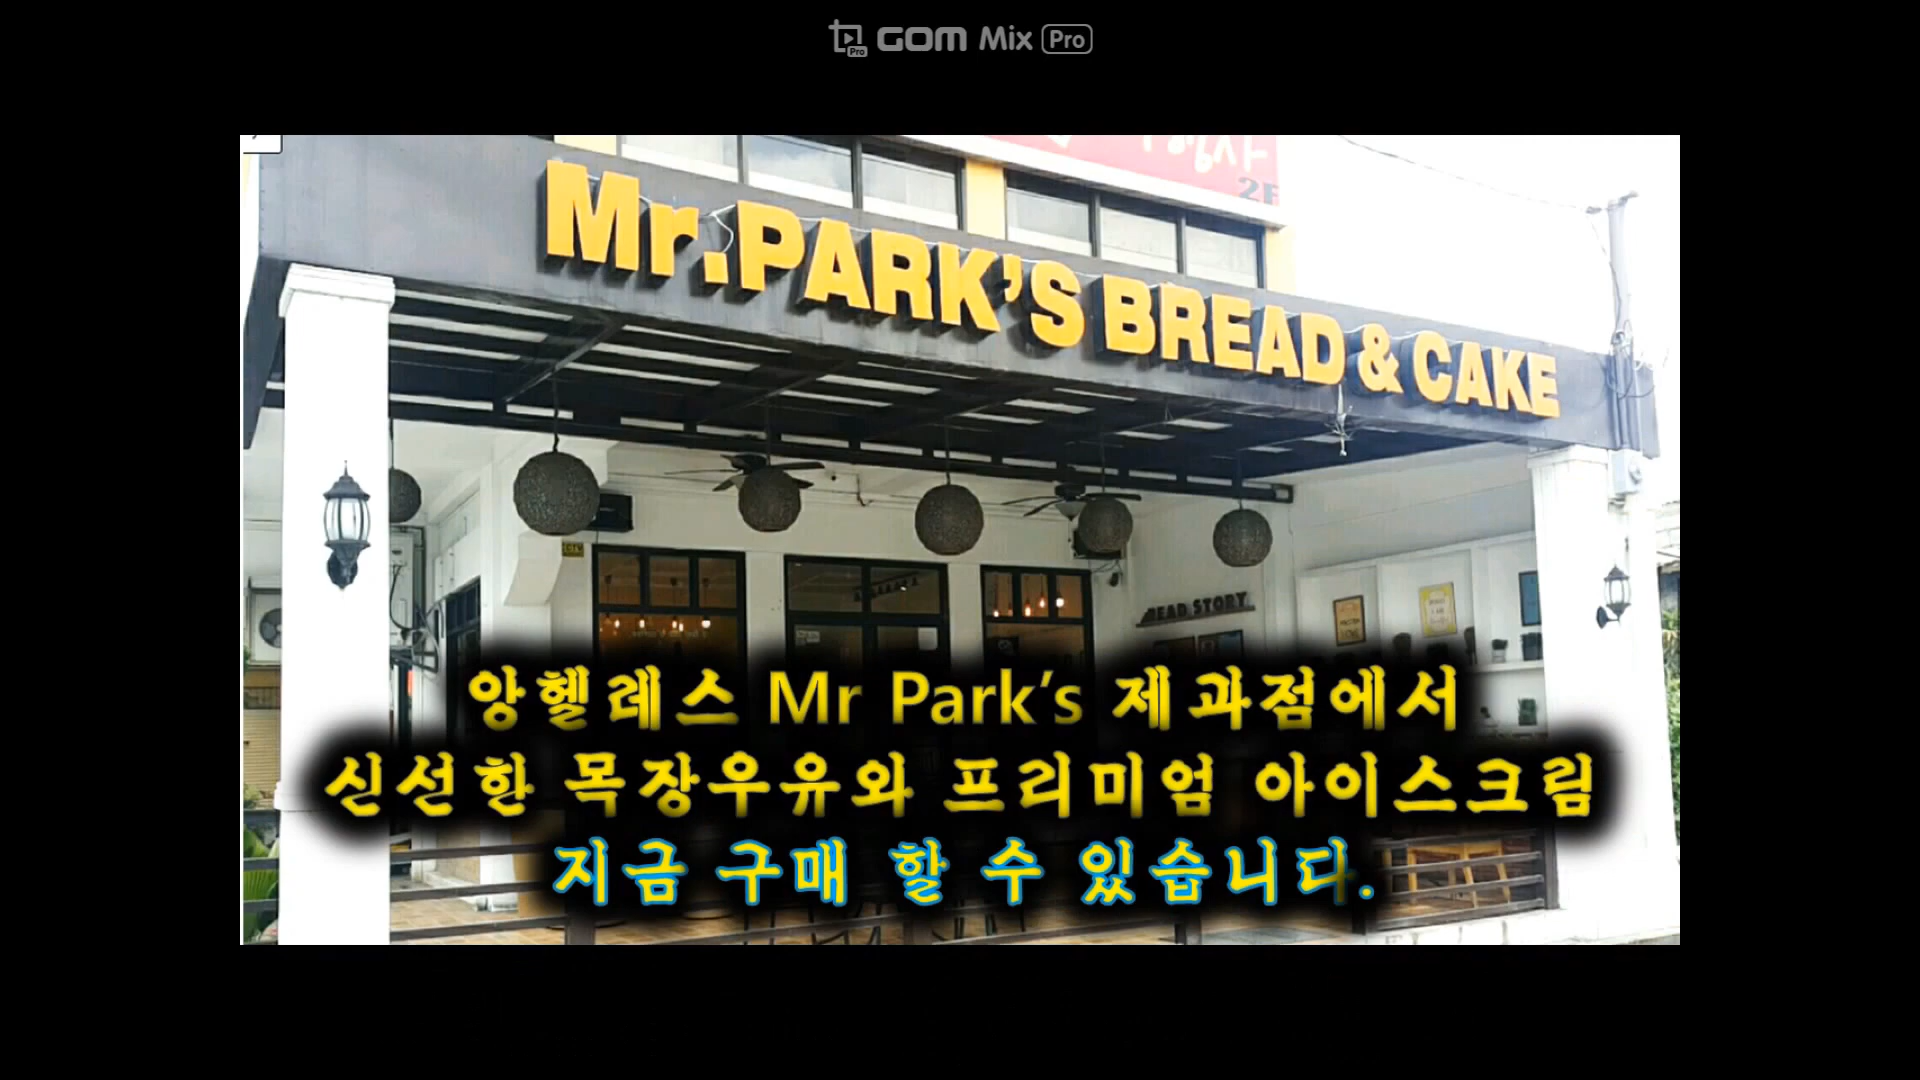 GOM Mix Pro
2F
Mr.PARK'S BREAD & CAKE
앙헬레스 Mr Park's 제과점에서
신선한 목장우유와 프리미엄 아이스크림
지금 구매 할 수 있습니다.